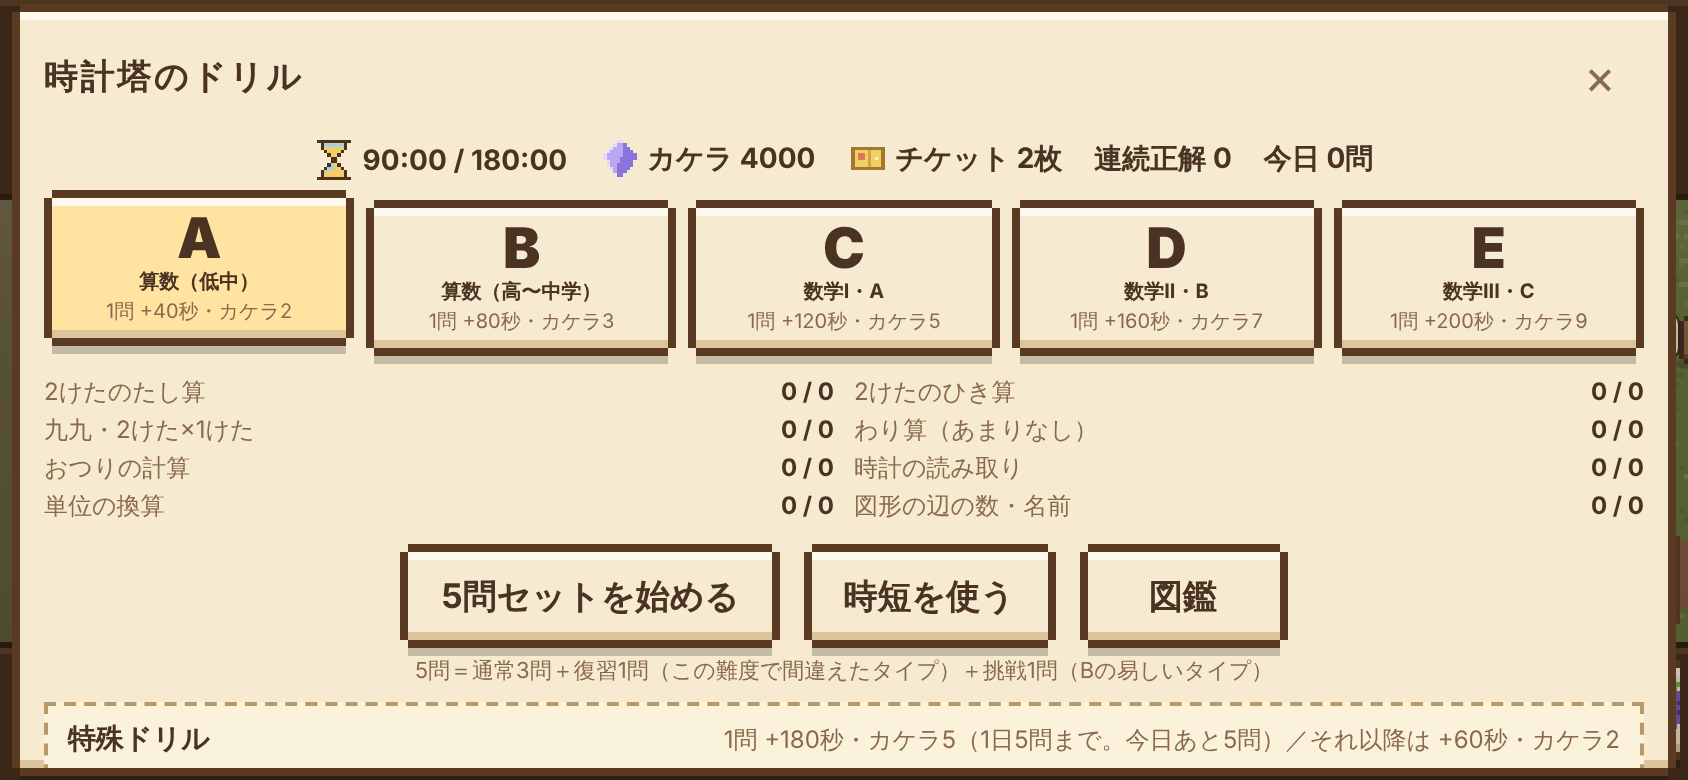 時計塔のドリル
×
90:00 / 180:00 カケラ 4000 チケット 2枚 連続正解 0 今日 0問
A
算数（低中）
1問 +40秒・カケラ2
B
算数（高〜中学）
1問 +80秒・カケラ3
C
数学I・A
1問 +120秒・カケラ5
D
数学II・B
1問 +160秒・カケラ7
E
数学III・C
1問 +200秒・カケラ9
2けたのたし算 0 / 0 2けたのひき算 0 / 0
九九・2けた×1けた 0 / 0 わり算（あまりなし） 0 / 0
おつりの計算 0 / 0 時計の読み取り 0 / 0
単位の換算 0 / 0 図形の辺の数・名前 0 / 0
5問セットを始める 時短を使う 図鑑
5問＝通常3問＋復習1問（この難度で間違えたタイプ）＋挑戦1問（Bの易しいタイプ）
特殊ドリル 1問 +180秒・カケラ5（1日5問まで。今日あと5問）／それ以降は +60秒・カケラ2